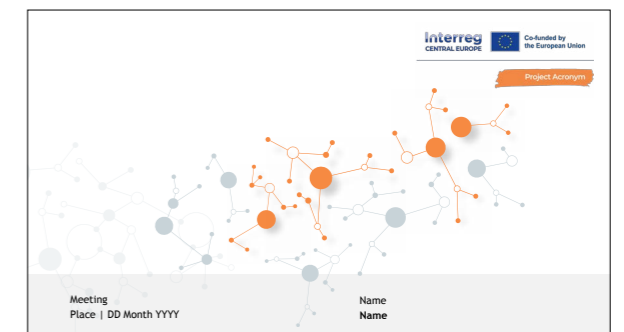 Interreg
CENTRAL EUROPE
Co-funded by
the European Union
Project Acronym
Meeting
Place | DD Month YYYY
Name
Name